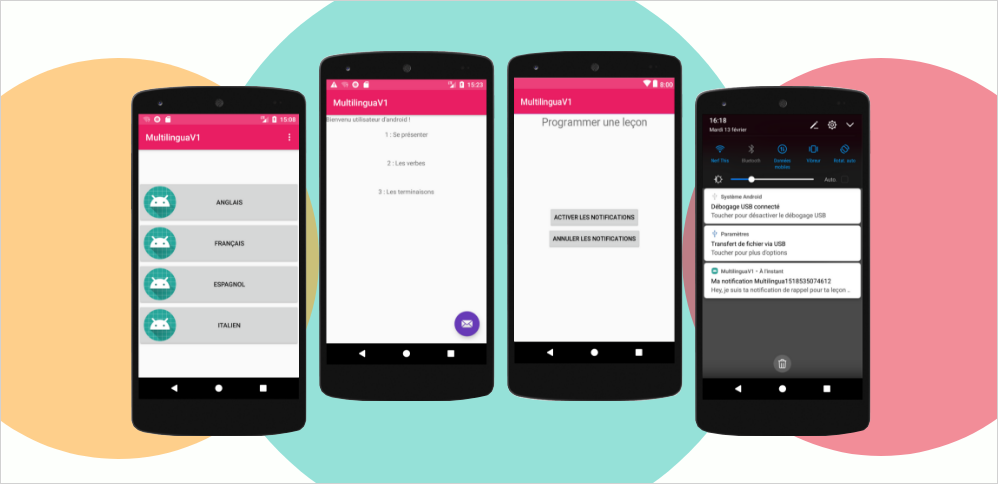 15:08
MultilinguaV1
ANGLAIS
FRANÇAIS
ESPAGNOL
ITALIEN
15:23
MultilinguaV1
Bienvenu utilisateur d'android !
1 : Se présenter
2 : Les verbes
3 : Les terminaisons
8:00
MultilinguaV1
Programmer une leçon
ACTIVER LES NOTIFICATIONS
ANNULER LES NOTIFICATIONS
16:18
Mardi 13 février
Bluetooth
Données
mobiles
Vibreur
Rotat. auto
Auto.
Système Android
Débogage USB connecté
Toucher pour désactiver le débogage USB
Paramètres
Transfert de fichier via USB
Toucher pour plus d'options
MultilinguaV1 • À l'instant
Ma notification Multilingua1518535074612
Hey, je suis ta notification de rappel pour ta leçon ..